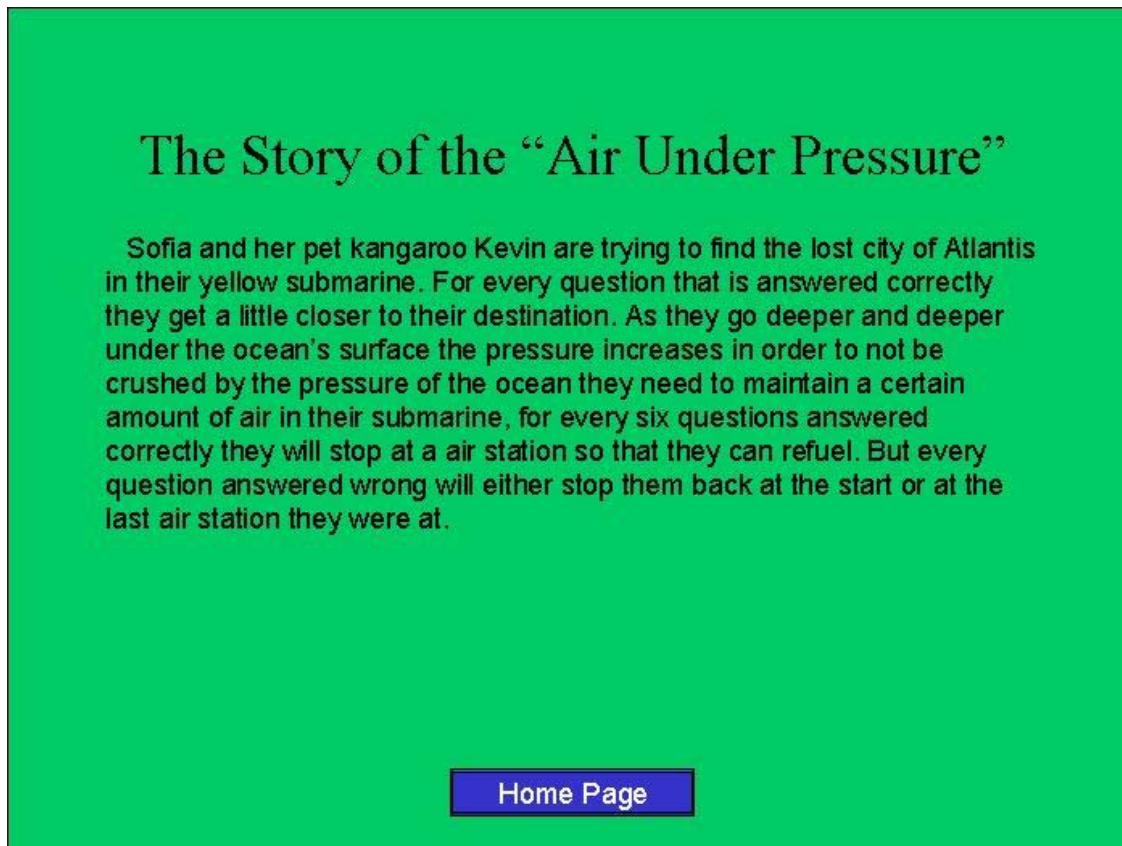 The Story of the “Air Under Pressure”
Sofia and her pet kangaroo Kevin are trying to find the lost city of Atlantis
in their yellow submarine. For every question that is answered correctly
they get a little closer to their destination. As they go deeper and deeper
under the ocean’s surface the pressure increases in order to not be
crushed by the pressure of the ocean they need to maintain a certain
amount of air in their submarine, for every six questions answered
correctly they will stop at a air station so that they can refuel. But every
question answered wrong will either stop them back at the start or at the
last air station they were at.
Home Page